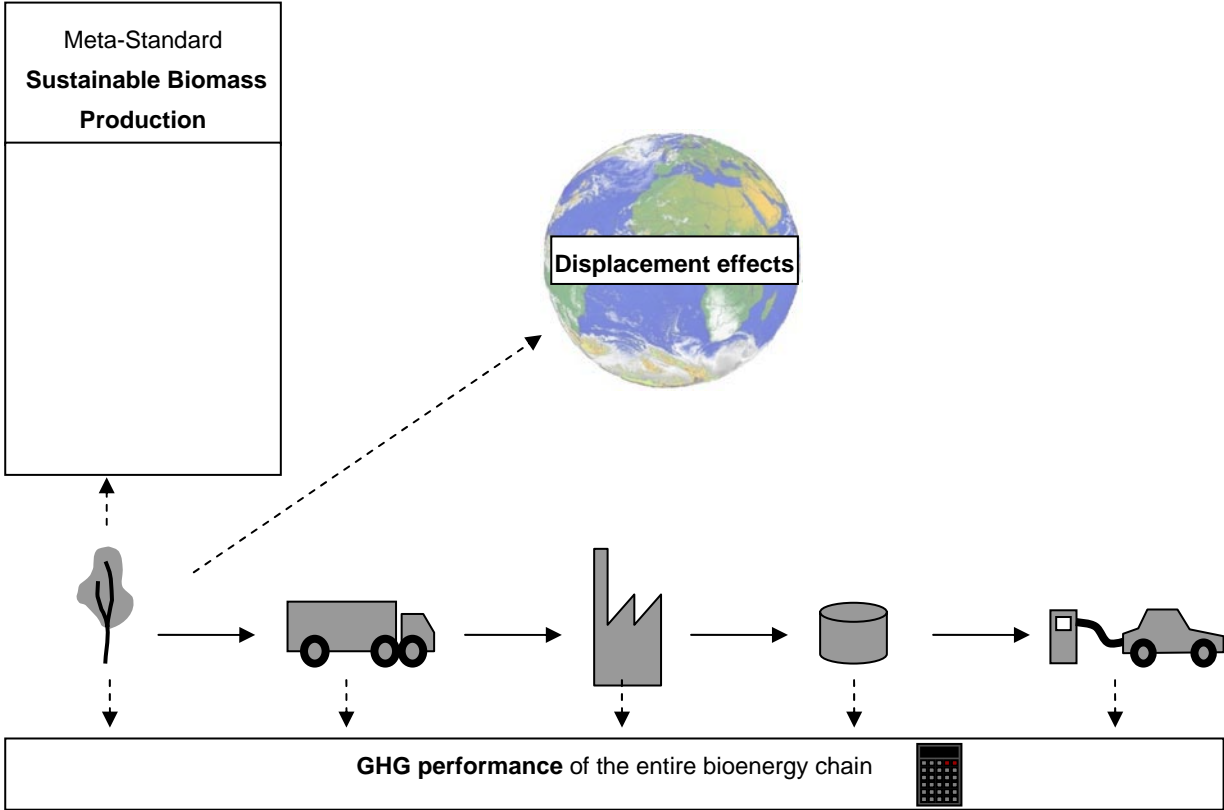 Meta-Standard
Sustainable Biomass
Production
Displacement effects
GHG performance of the entire bioenergy chain